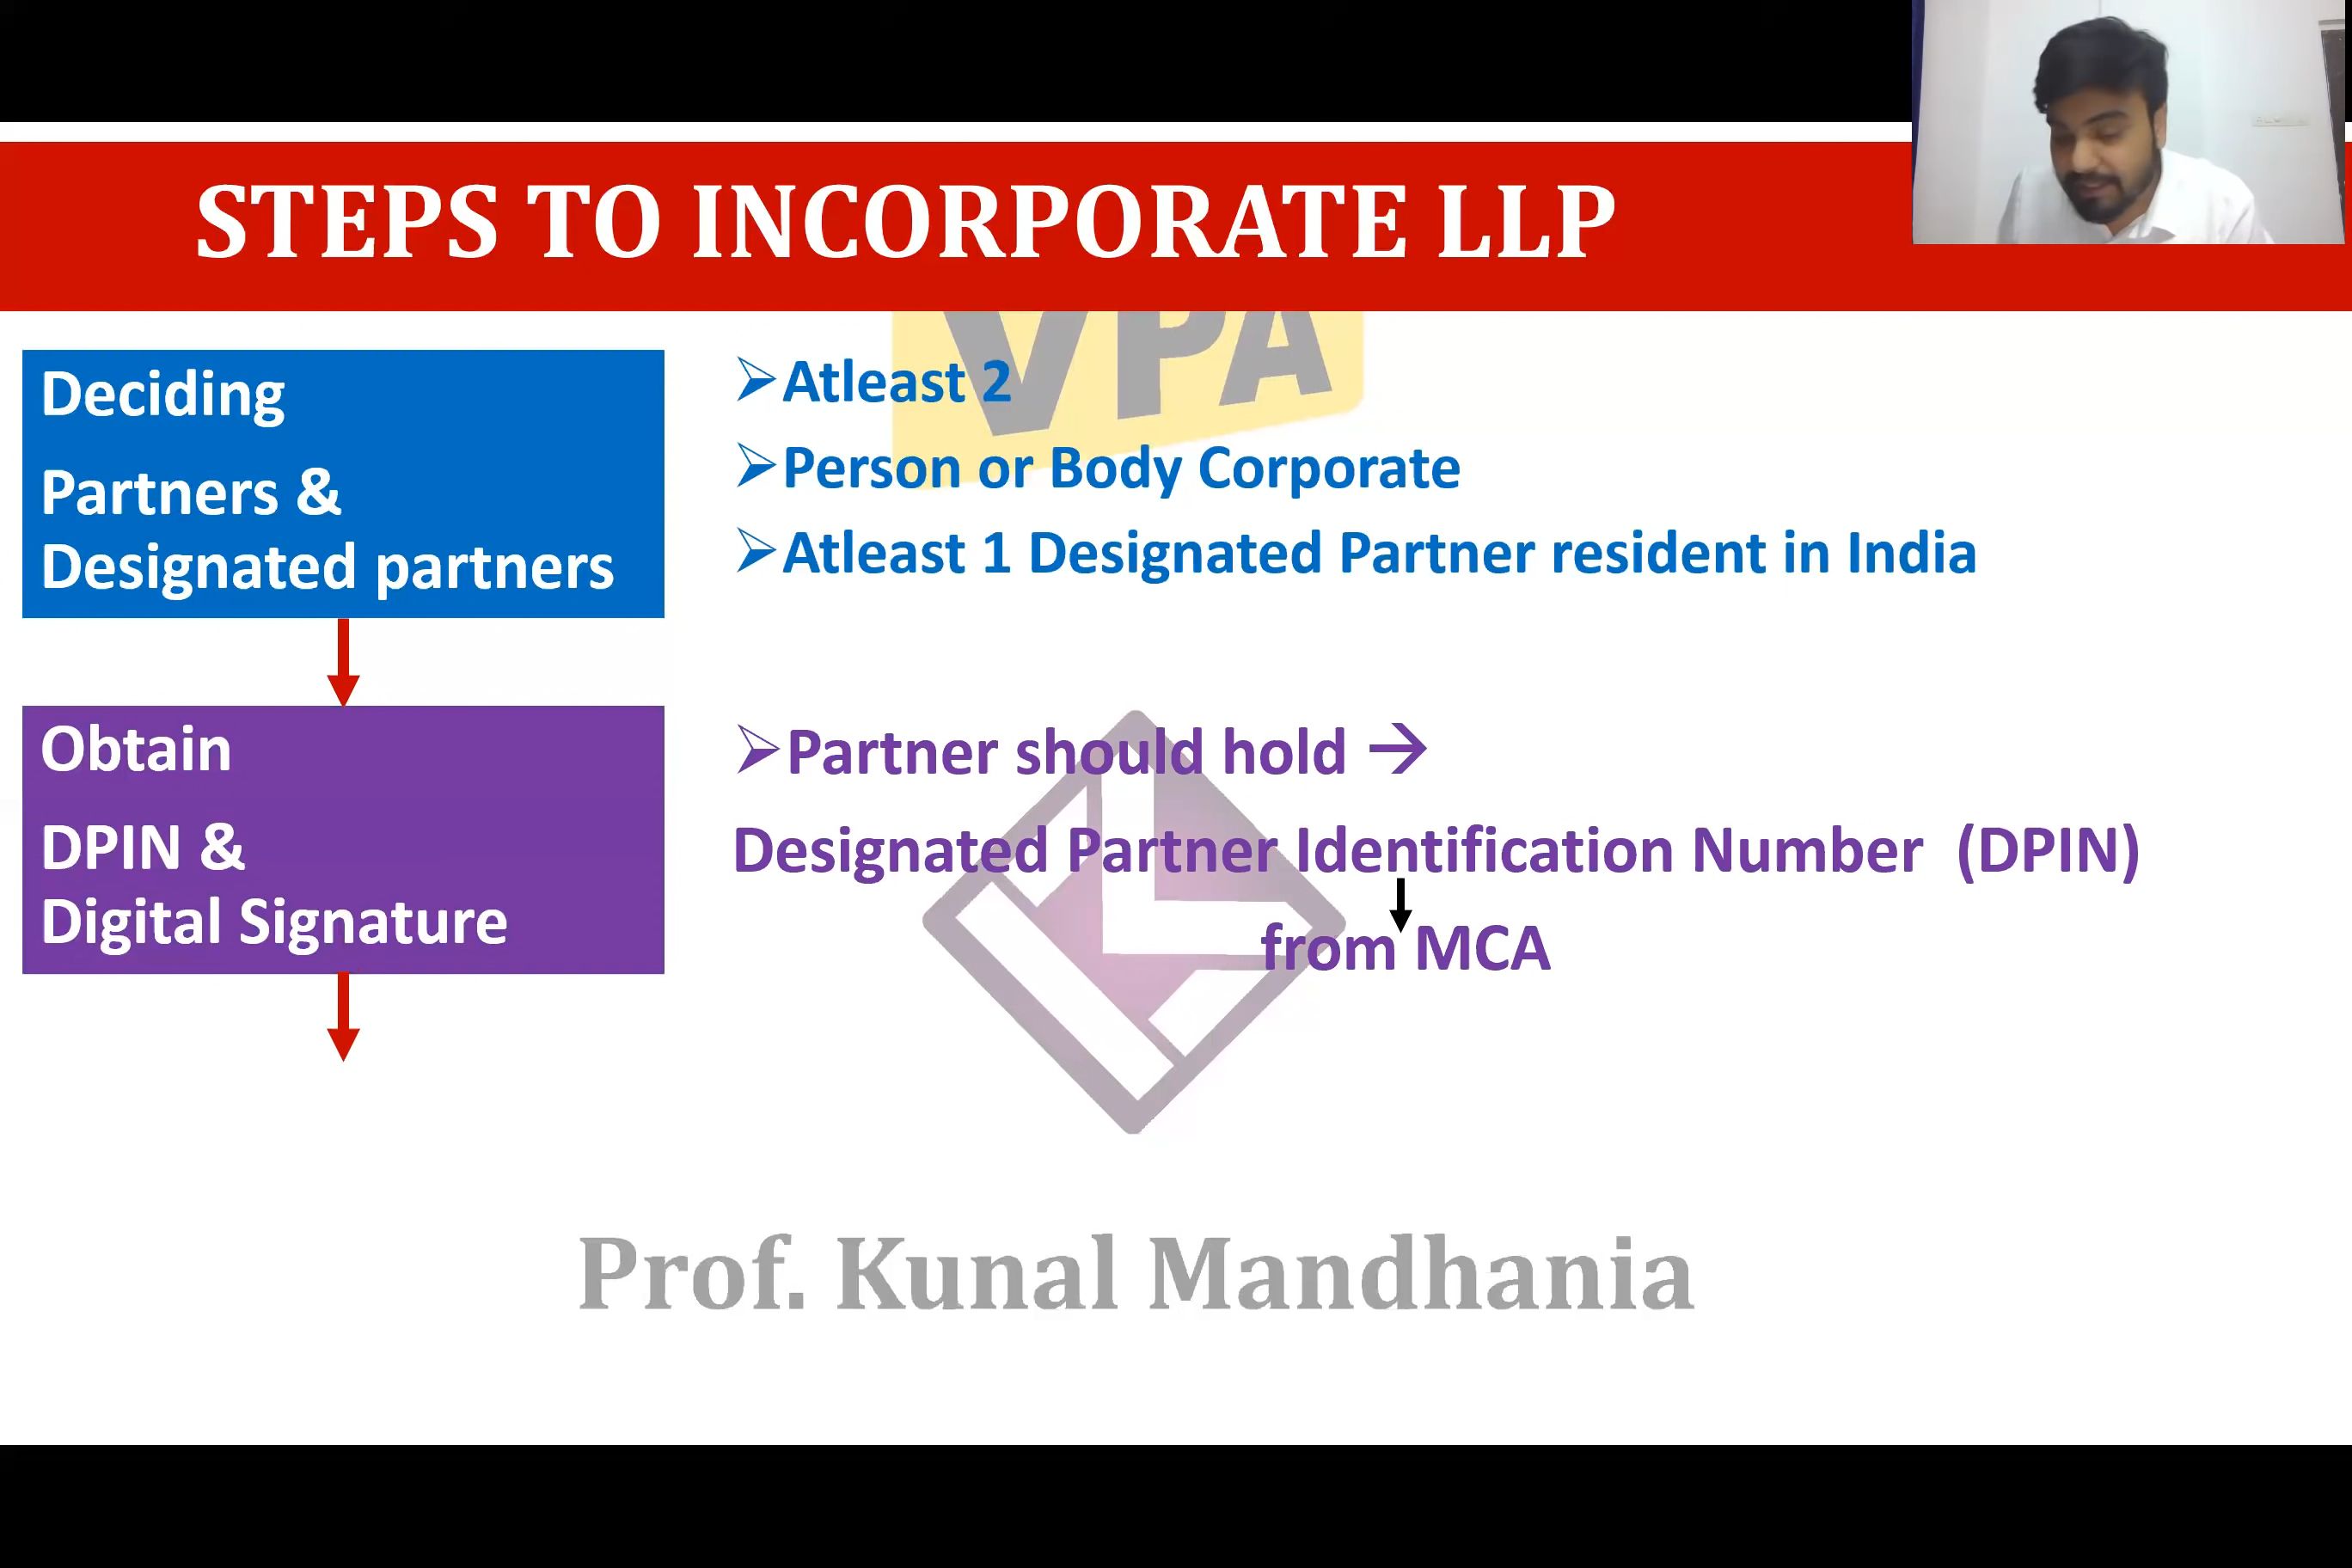 STEPS TO INCORPORATE LLP
VPA
Deciding
Partners &
Designated partners
➢Atleast 2
➢Person or Body Corporate
➢Atleast 1 Designated Partner resident in India
Obtain
DPIN &
Digital Signature
➢Partner should hold →
Designated Partner Identification Number (DPIN)
from MCA
Prof. Kunal Mandhania